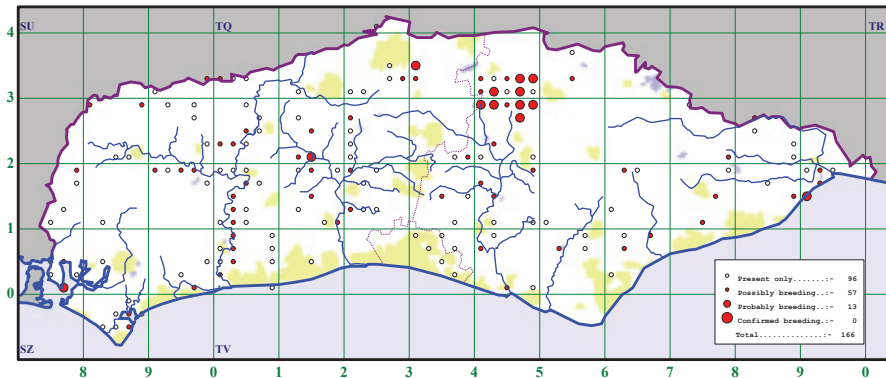 SU TQ TR
4
3
2
1
0
Present only.......:- 96
Possibly breeding..:- 57
Probably breeding..:- 13
Confirmed breeding.:- 0
Total..............:- 166
SZ TV
8 9 0 1 2 3 4 5 6 7 8 9 0